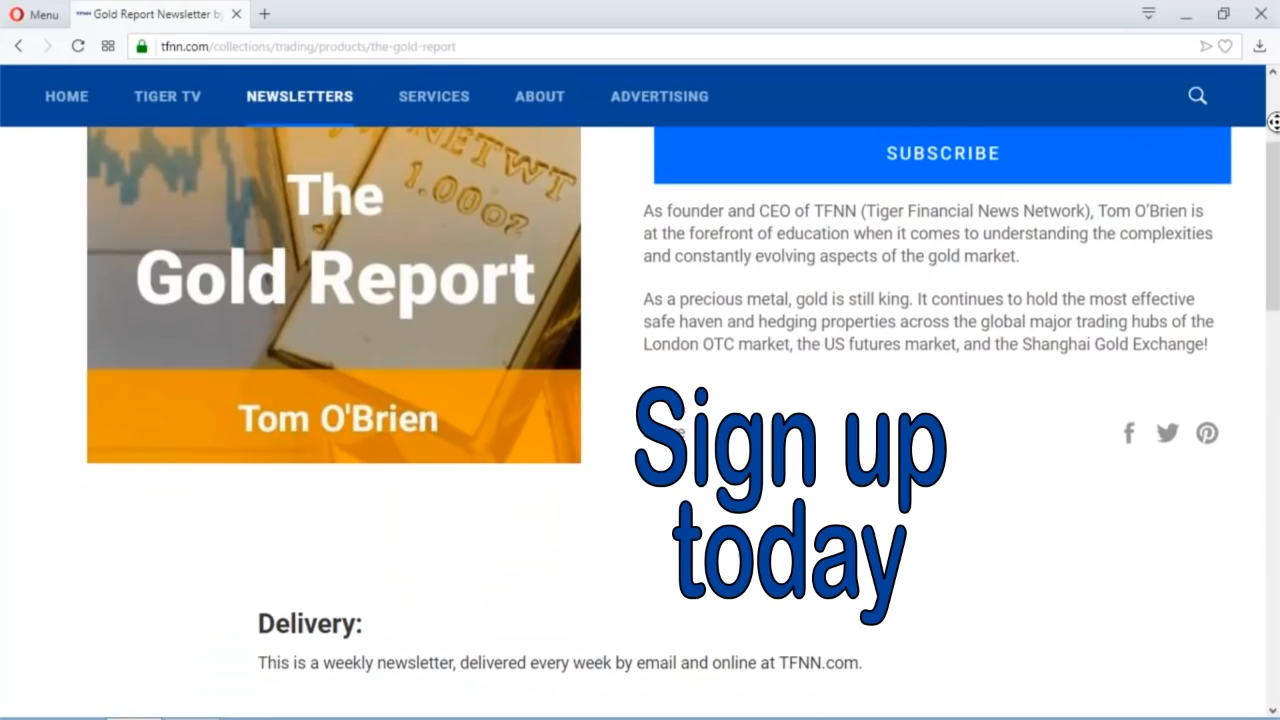 Menu
TFNN Gold Report Newsletter by
tfnn.com/collections/trading/products/the-gold-report
HOME TIGER TV NEWSLETTERS SERVICES ABOUT ADVERTISING
NETWT
1.00OZ
The
Gold Report
Tom O'Brien
SUBSCRIBE
As founder and CEO of TFNN (Tiger Financial News Network), Tom O'Brien is
at the forefront of education when it comes to understanding the complexities
and constantly evolving aspects of the gold market.
As a precious metal, gold is still king. It continues to hold the most effective
safe haven and hedging properties across the global major trading hubs of the
London OTC market, the US futures market, and the Shanghai Gold Exchange!
Sign up
today
Delivery:
This is a weekly newsletter, delivered every week by email and online at TFNN.com.